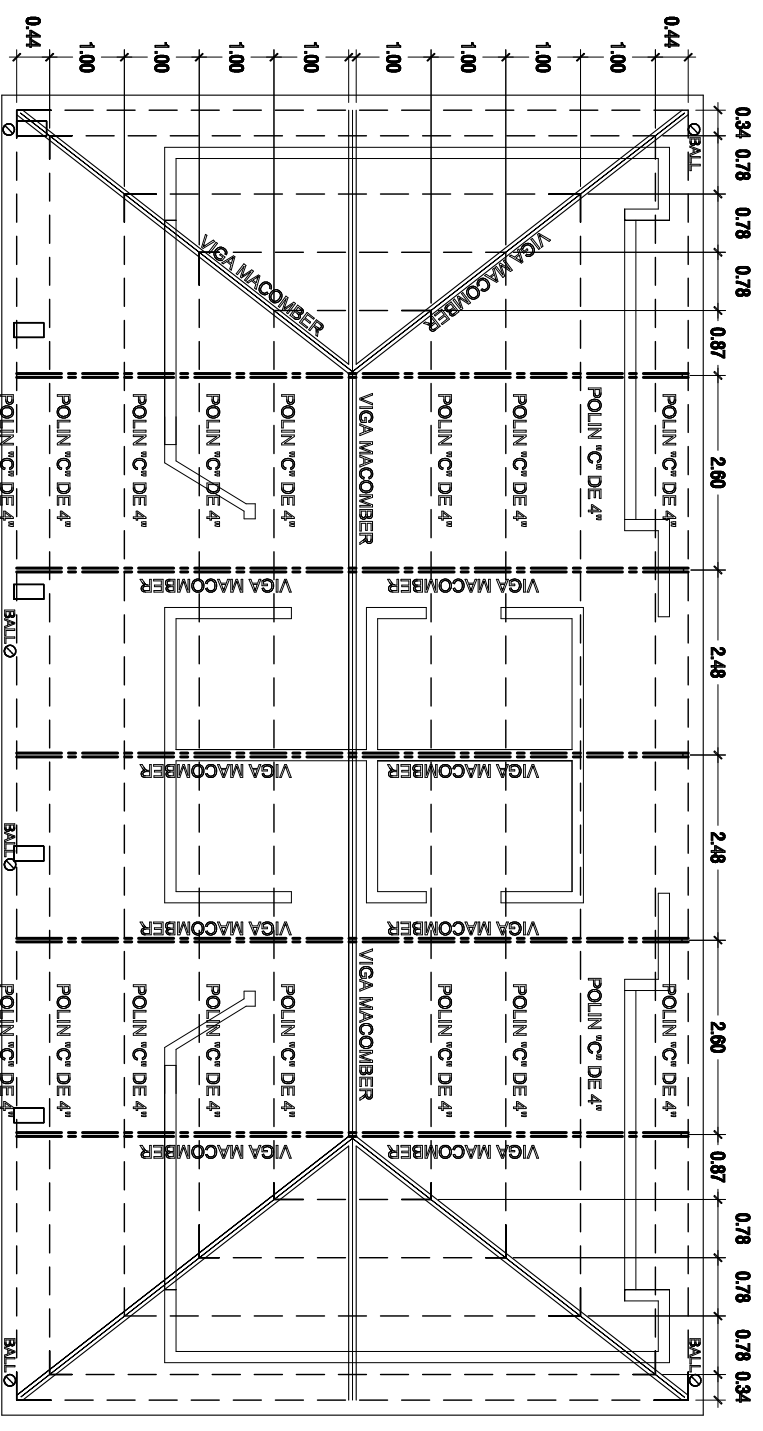 0.44 1.00 1.00 1.00 1.00 1.00 1.00 1.00 1.00 0.44
0.34
0.78
0.78
0.78
0.87
2.60
2.48
2.48
2.60
0.87
0.78
0.78
0.78
0.34
BALL
VIGA MACOMBER
VIGA MACOMBER
POLIN "C" DE 4"
POLIN "C" DE 4"
POLIN "C" DE 4"
POLIN "C" DE 4"
VIGA MACOMBER
POLIN "C" DE 4"
POLIN "C" DE 4"
POLIN "C" DE 4"
POLIN "C" DE 4"
POLIN "C" DE 4"
VIGA MACOMBER
VIGA MACOMBER
BALL
VIGA MACOMBER
VIGA MACOMBER
BALL
VIGA MACOMBER
VIGA MACOMBER
POLIN "C" DE 4"
POLIN "C" DE 4"
POLIN "C" DE 4"
POLIN "C" DE 4"
VIGA MACOMBER
POLIN "C" DE 4"
POLIN "C" DE 4"
POLIN "C" DE 4"
POLIN "C" DE 4"
POLIN "C" DE 4"
VIGA MACOMBER
VIGA MACOMBER
BALL
BALL